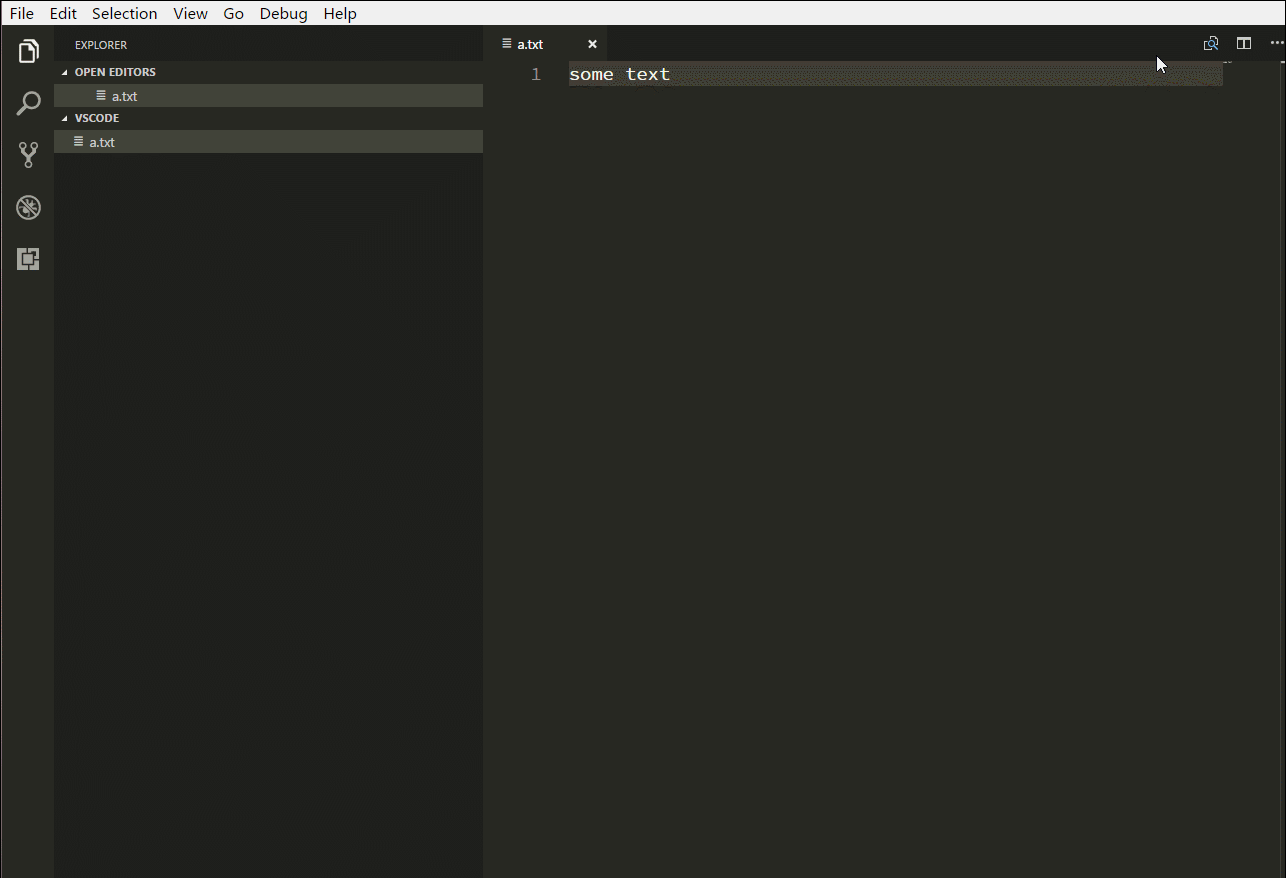 File Edit Selection View Go Debug Help
EXPLORER
OPEN EDITORS
a.txt
VSCODE
a.txt
a.txt
1 some text